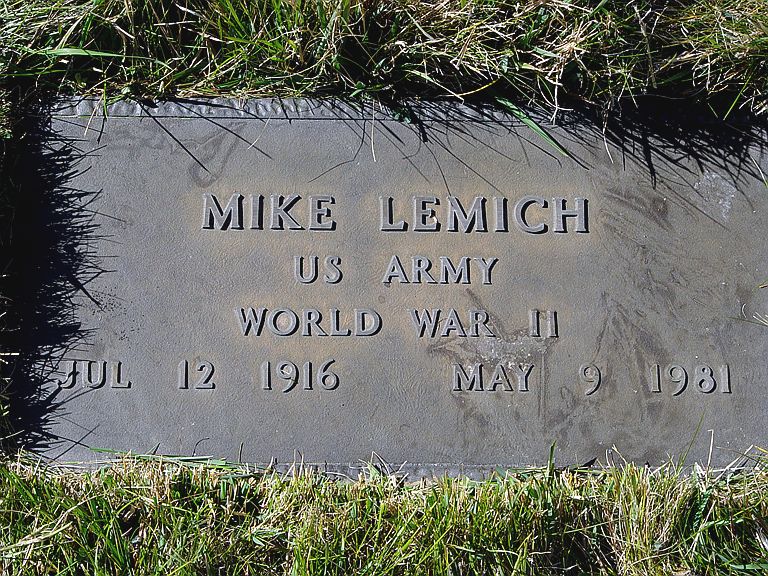 MIKE LEMICH
US ARMY
WORLD WAR II
JUL 12 1916 MAY 9 1981